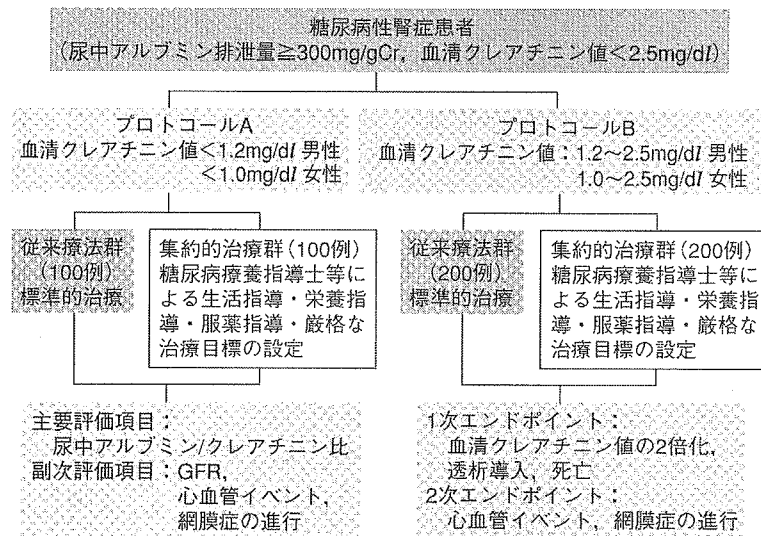 糖尿病性腎症患者
(尿中アルブミン排泄量≧300mg/gCr, 血清クレアチニン値<2.5mg/dl)
プロトコールA
血清クレアチニン値<1.2mg/dl 男性
<1.0mg/dl 女性
プロトコールB
血清クレアチニン値：1.2～2.5mg/dl 男性
1.0～2.5mg/dl 女性
従来療法群
(100例)
標準的治療
集約的治療群(100例)
糖尿病療養指導士等に
よる生活指導・栄養指
導・服薬指導・厳格な
治療目標の設定
従来療法群
(200例)
標準的治療
集約的治療群(200例)
糖尿病療養指導士等に
よる生活指導・栄養指
導・服薬指導・厳格な
治療目標の設定
主要評価項目：
尿中アルブミン/クレアチニン比
副次評価項目：GFR,
心血管イベント,
網膜症の進行
1次エンドポイント：
血清クレアチニン値の2倍化,
透析導入, 死亡
2次エンドポイント：
心血管イベント, 網膜症の進行